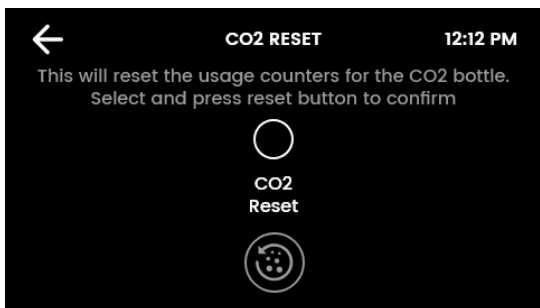 CO2 RESET 12:12 PM
This will reset the usage counters for the CO2 bottle.
Select and press reset button to confirm
CO2
Reset